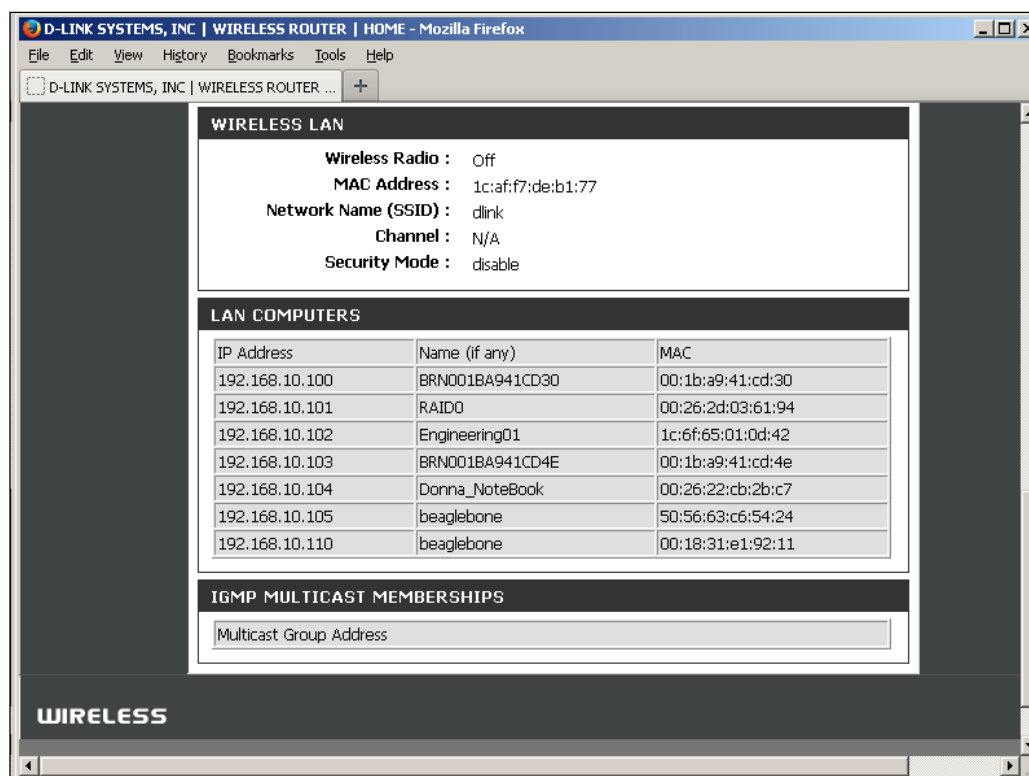 D-LINK SYSTEMS, INC | WIRELESS ROUTER | HOME - Mozilla Firefox
File Edit View History Bookmarks Tools Help
D-LINK SYSTEMS, INC | WIRELESS ROUTER ... +
WIRELESS LAN
Wireless Radio : Off
MAC Address : 1c:af:f7:de:b1:77
Network Name (SSID) : dlink
Channel : N/A
Security Mode : disable
LAN COMPUTERS
IP Address Name (if any) MAC
192.168.10.100 BRN001BA941CD30 00:1b:a9:41:cd:30
192.168.10.101 RAID0 00:26:2d:03:61:94
192.168.10.102 Engineering01 1c:6f:65:01:0d:42
192.168.10.103 BRN001BA941CD4E 00:1b:a9:41:cd:4e
192.168.10.104 Donna_NoteBook 00:26:22:cb:2b:c7
192.168.10.105 beaglebone 50:56:63:c6:54:24
192.168.10.110 beaglebone 00:18:31:e1:92:11
IGMP MULTICAST MEMBERSHIPS
Multicast Group Address
WIRELESS